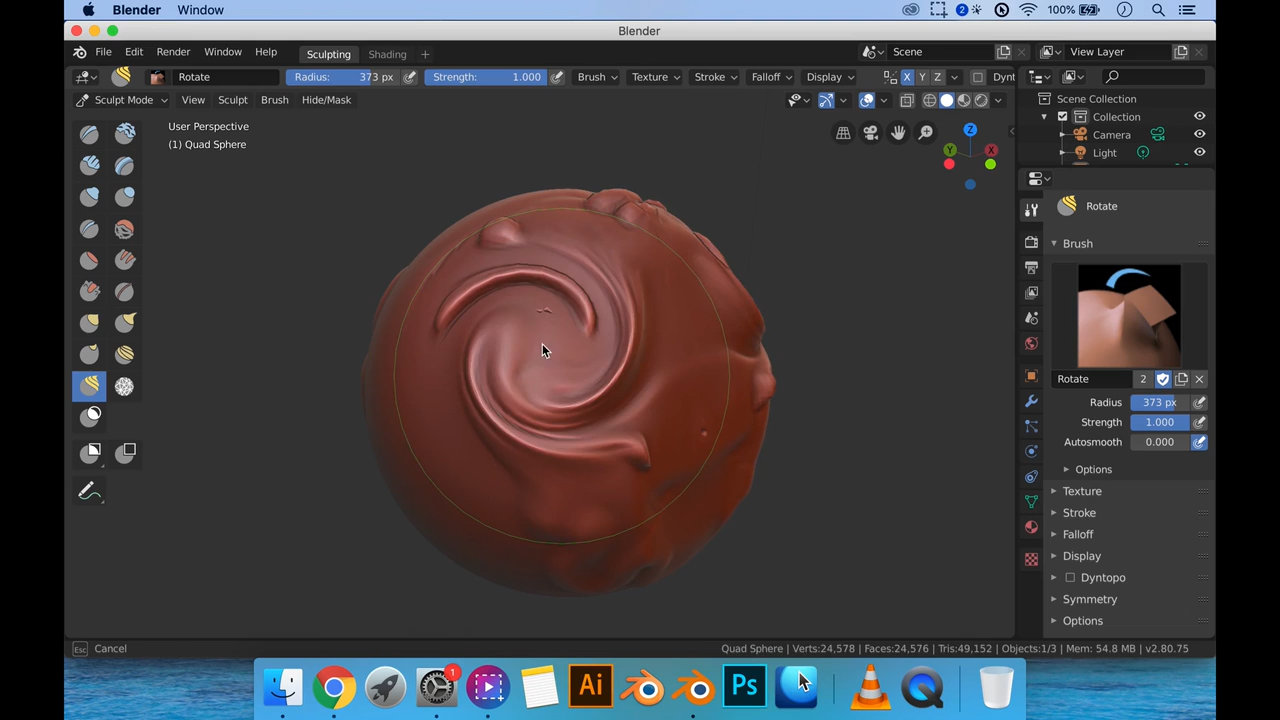 Blender Window 2 100%
Blender
File Edit Render Window Help Sculpting Shading + Scene View Layer
Rotate Radius: 373 px Strength: 1.000 Brush Texture Stroke Falloff Display X Y Z Dynt
Sculpt Mode View Sculpt Brush Hide/Mask
Scene Collection
Collection
Camera
Light
User Perspective
(1) Quad Sphere
Z
Y X
Rotate
Brush
Rotate 2
Radius 373 px
Strength 1.000
Autosmooth 0.000
Options
Texture
Stroke
Falloff
Display
Dyntopo
Symmetry
Options
Esc Cancel Quad Sphere | Verts:24,578 | Faces:24,576 | Tris:49,152 | Objects:1/3 | Mem: 54.8 MB | v2.80.75
1 Ai Ps